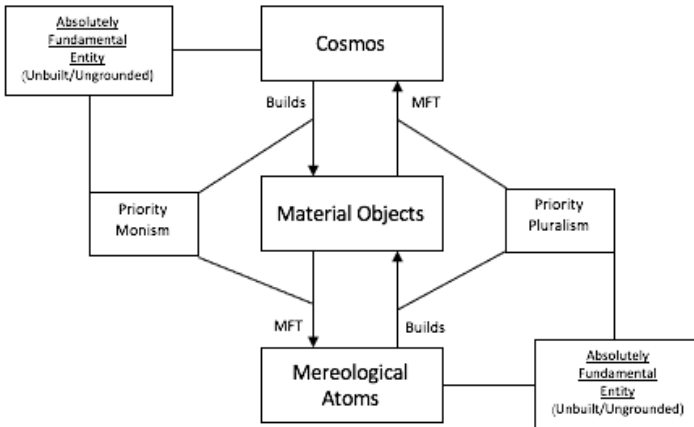 Absolutely
Fundamental
Entity
(Unbuilt/Ungrounded)
Cosmos
Builds
MFT
Priority
Monism
Material Objects
Priority
Pluralism
MFT
Builds
Mereological
Atoms
Absolutely
Fundamental
Entity
(Unbuilt/Ungrounded)